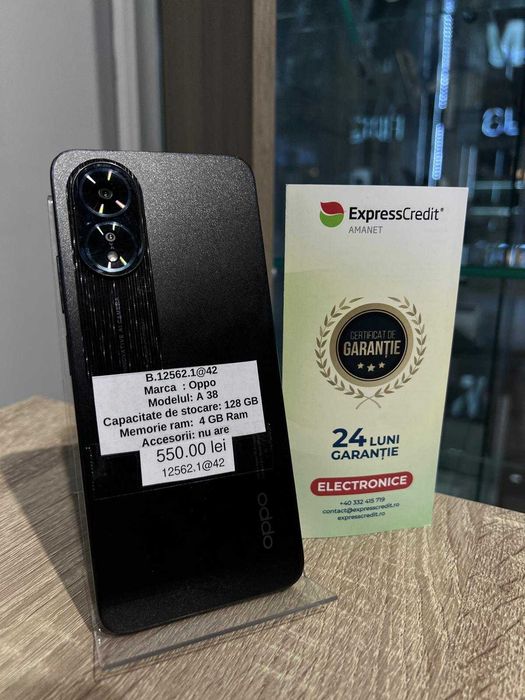 B.12562.1@42
Marca : Oppo
Modelul: A 38
Capacitate de stocare: 128 GB
Memorie ram: 4 GB Ram
Accesorii: nu are
550.00 lei
12562.1@42
oppo
ExpressCredit®
AMANET
CERTIFICAT DE
GARANȚIE
24 LUNI
GARANȚIE
ELECTRONICE
+40 332 415 719
contact@expresscredit.ro
expresscredit.ro